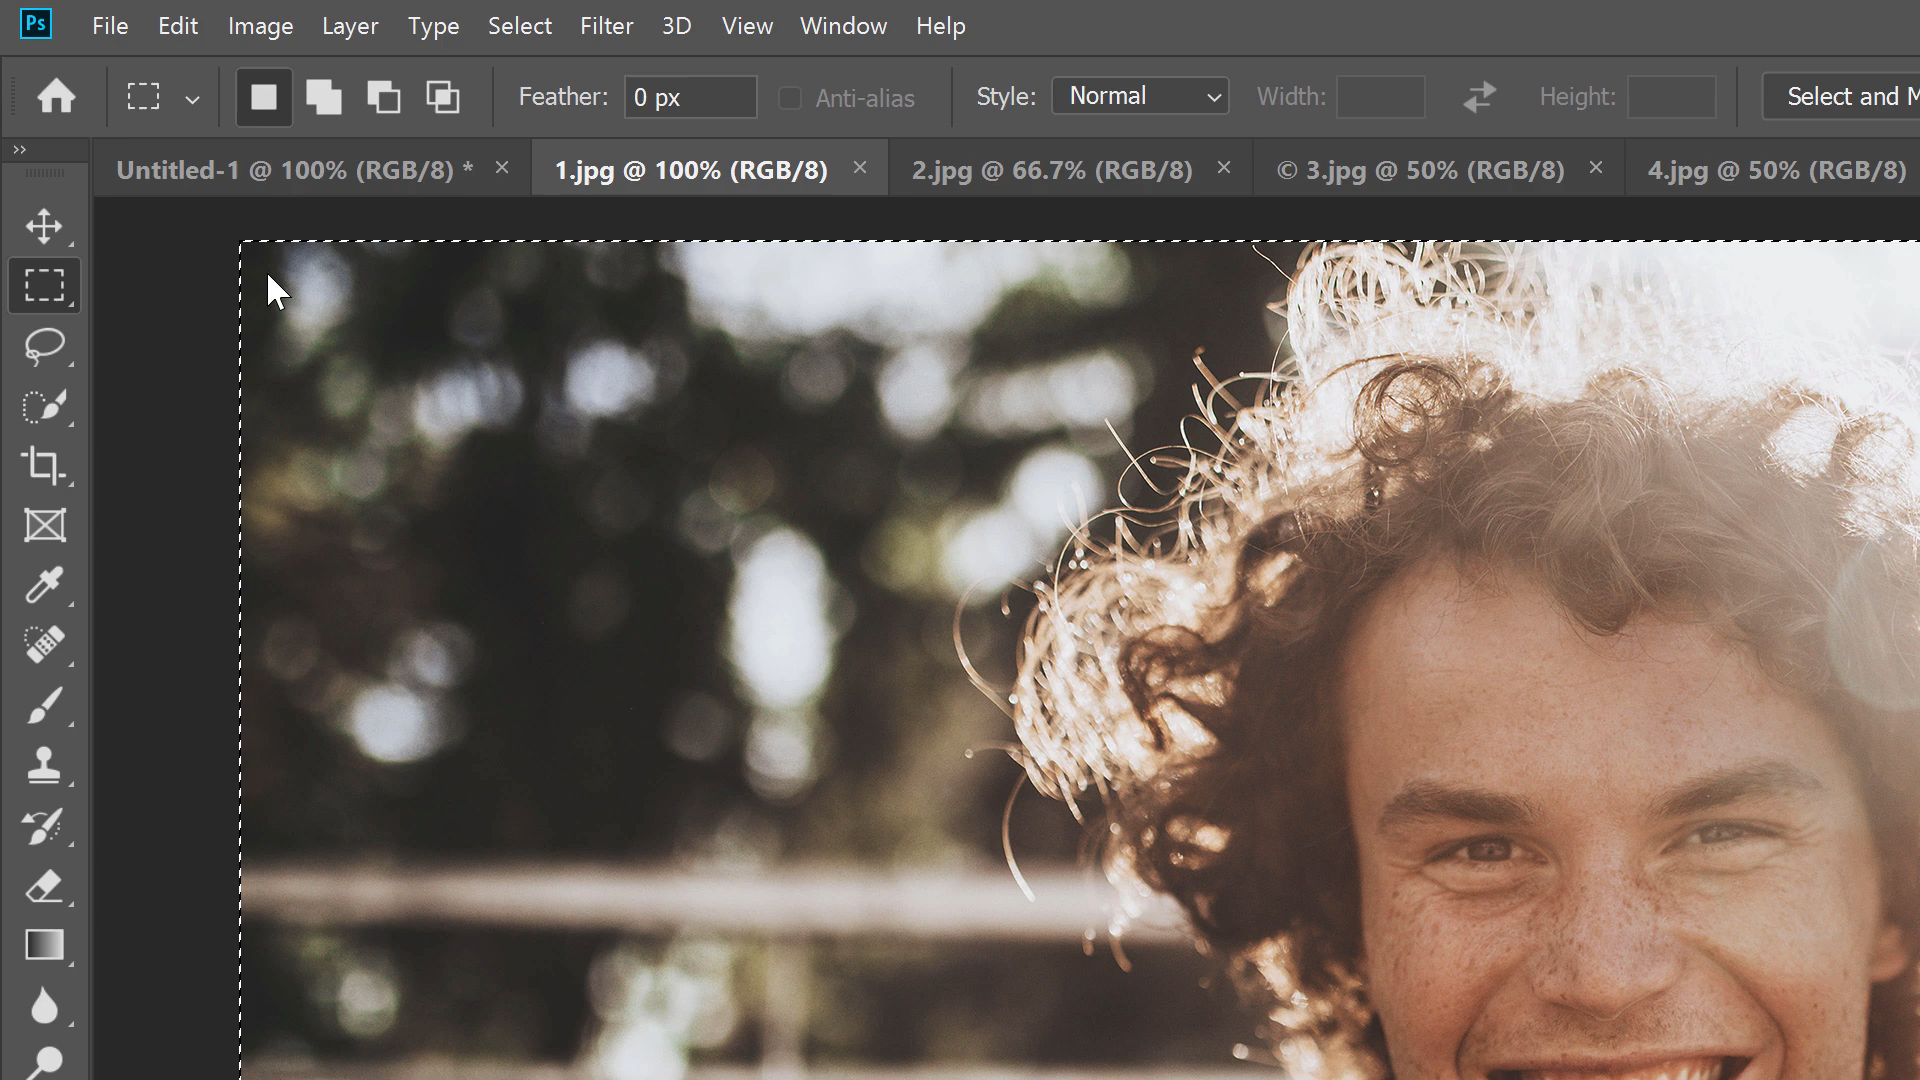 Ps File Edit Image Layer Type Select Filter 3D View Window Help
Feather: 0 px Anti-alias Style: Normal Width: Height: Select and M
Untitled-1 @ 100% (RGB/8) * × 1.jpg @ 100% (RGB/8) × 2.jpg @ 66.7% (RGB/8) × © 3.jpg @ 50% (RGB/8) × 4.jpg @ 50% (RGB/8)